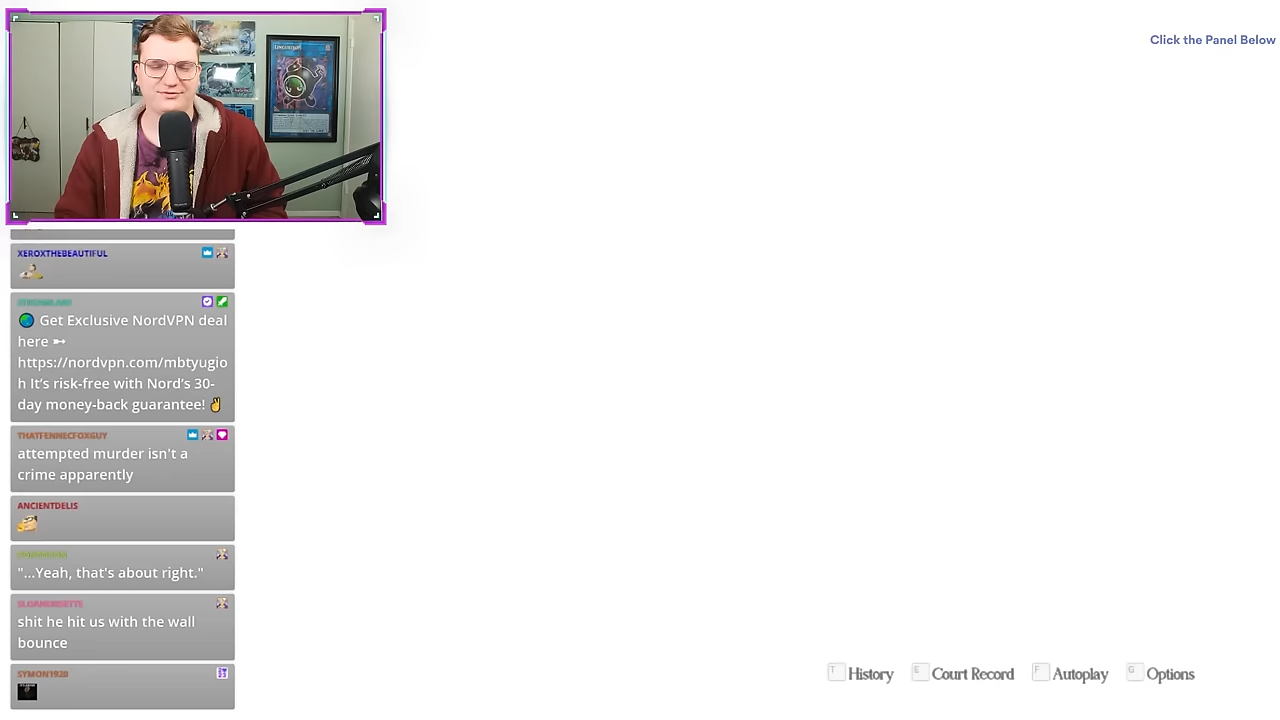 Click the Panel Below
XEROXTHEBEAUTIFUL
Get Exclusive NordVPN deal
here ➸
https://nordvpn.com/mbtyugio
h It’s risk-free with Nord’s 30-
day money-back guarantee!
THATFENNECFOXGUY
attempted murder isn't a
crime apparently
ANCIENTDELIS
"...Yeah, that's about right."
shit he hit us with the wall
bounce
SYMON1920
T History E Court Record F Autoplay G Options